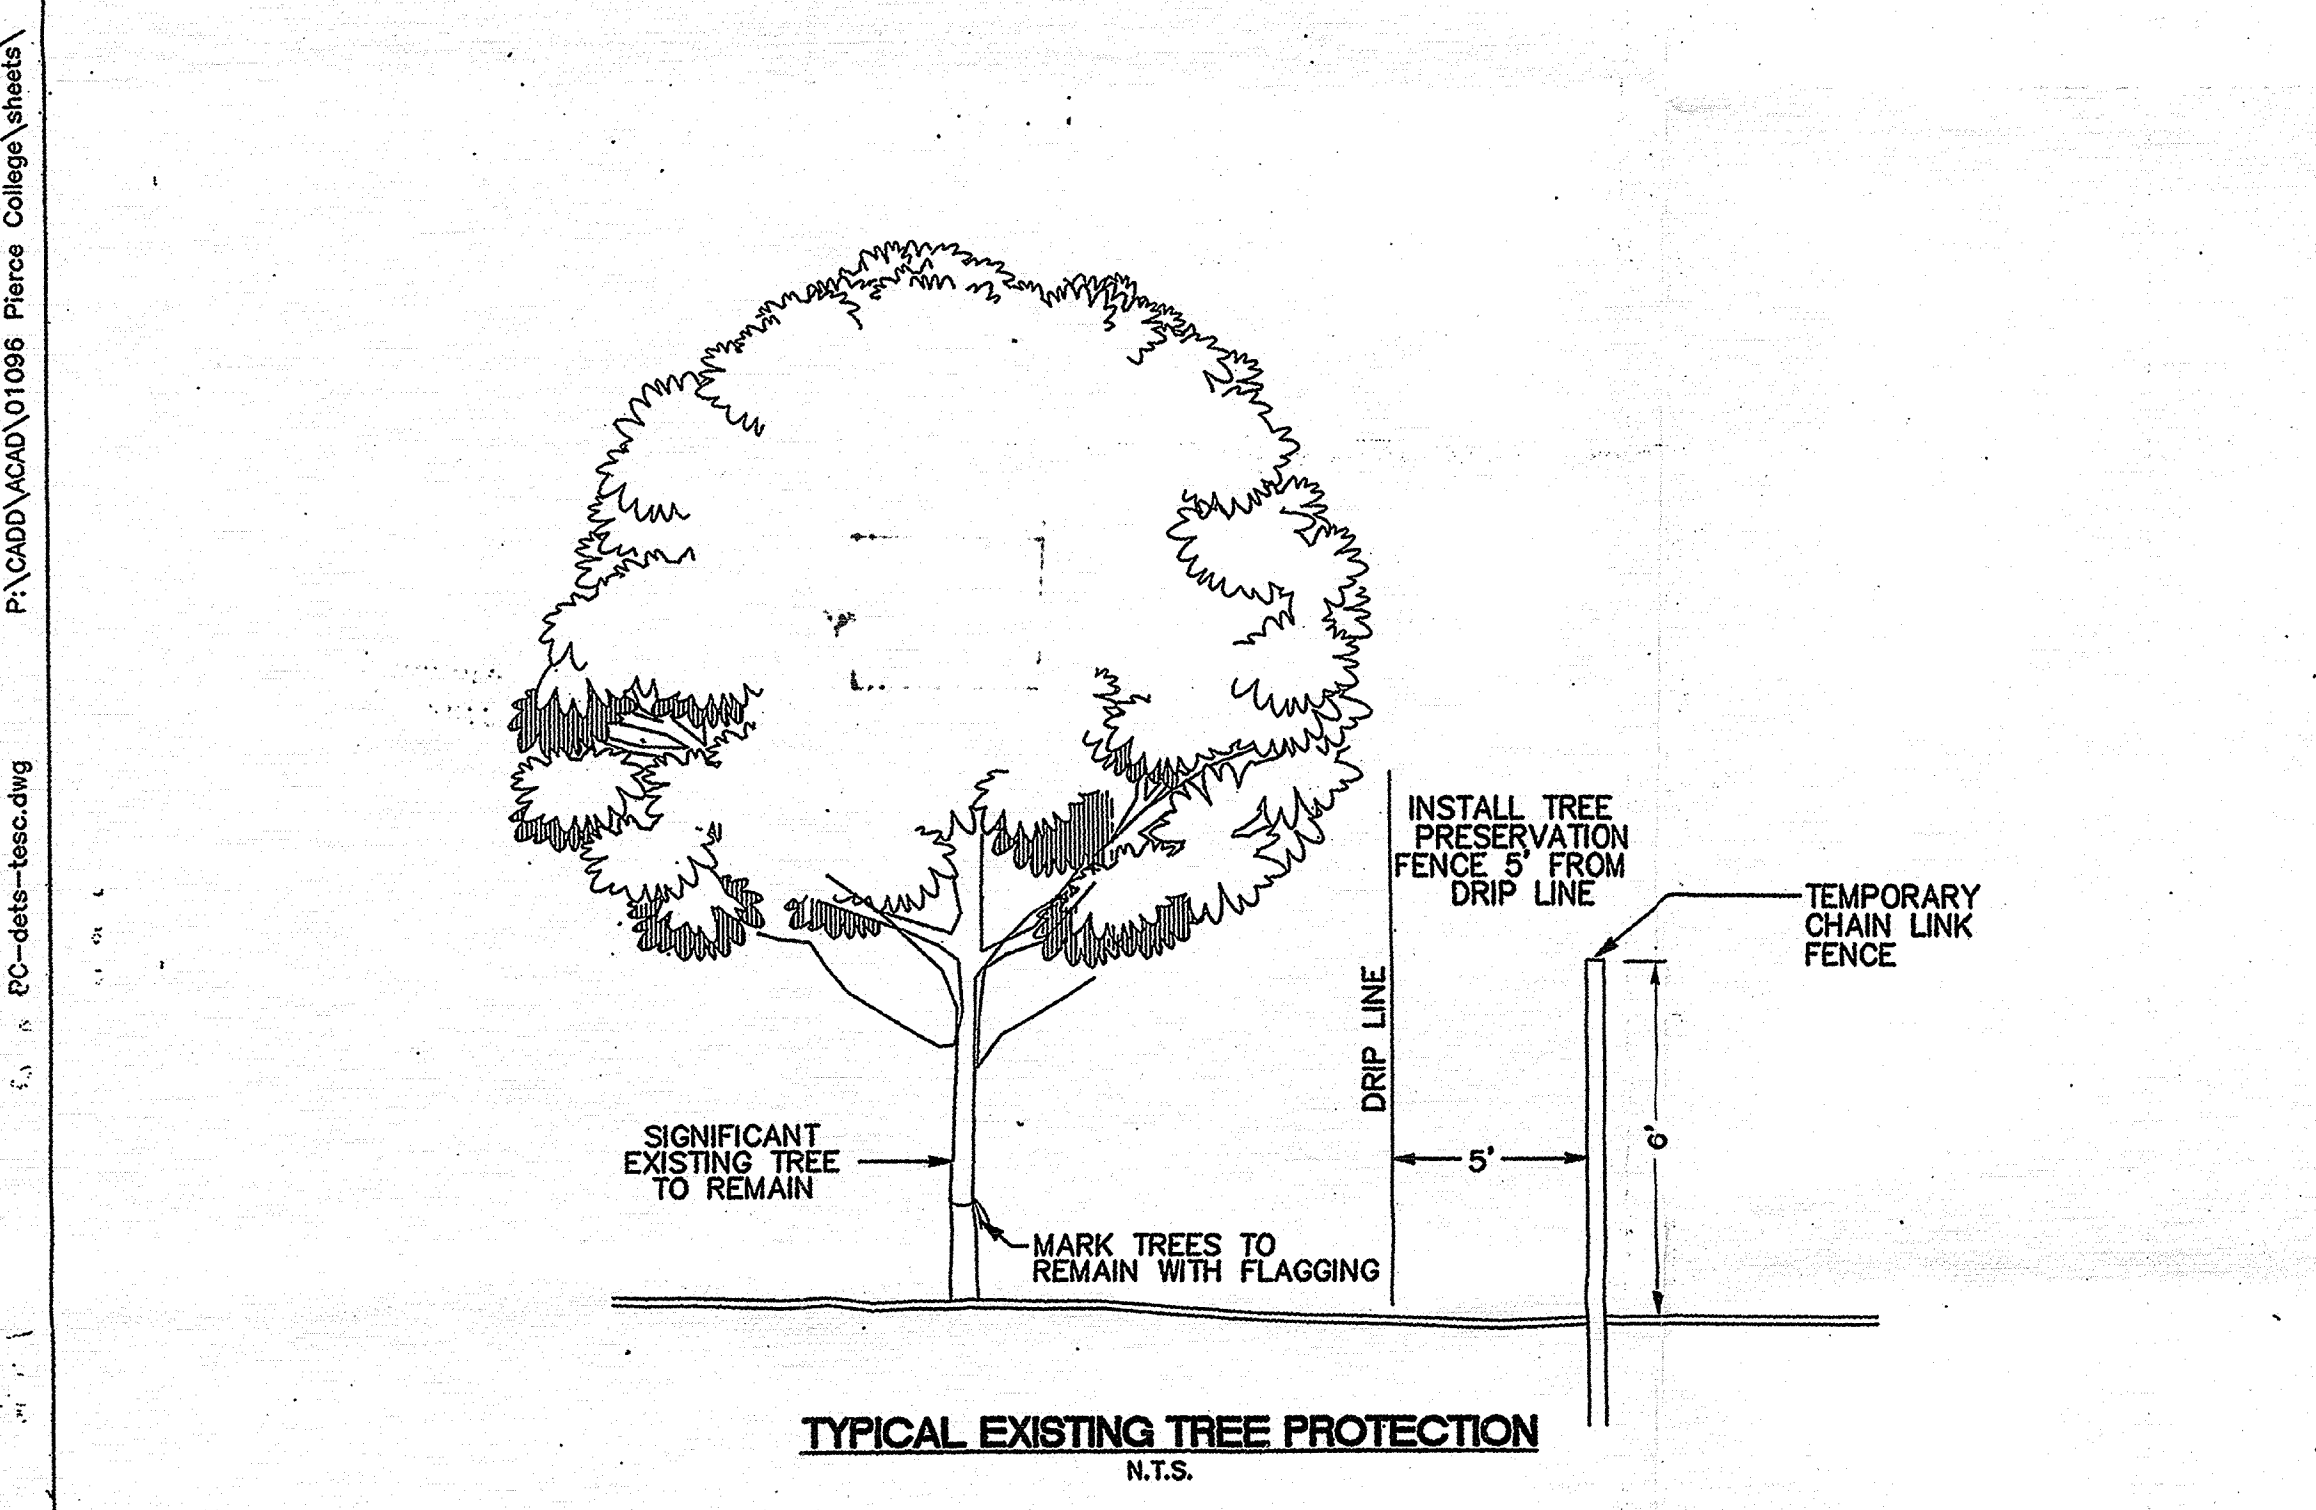 P:\CADD\ACAD\01096 Pierce College\sheets\
PC-dets-tesc.dwg
INSTALL TREE
PRESERVATION
FENCE 5' FROM
DRIP LINE
TEMPORARY
CHAIN LINK
FENCE
DRIP LINE
5'
6'
SIGNIFICANT
EXISTING TREE
TO REMAIN
MARK TREES TO
REMAIN WITH FLAGGING
TYPICAL EXISTING TREE PROTECTION
N.T.S.